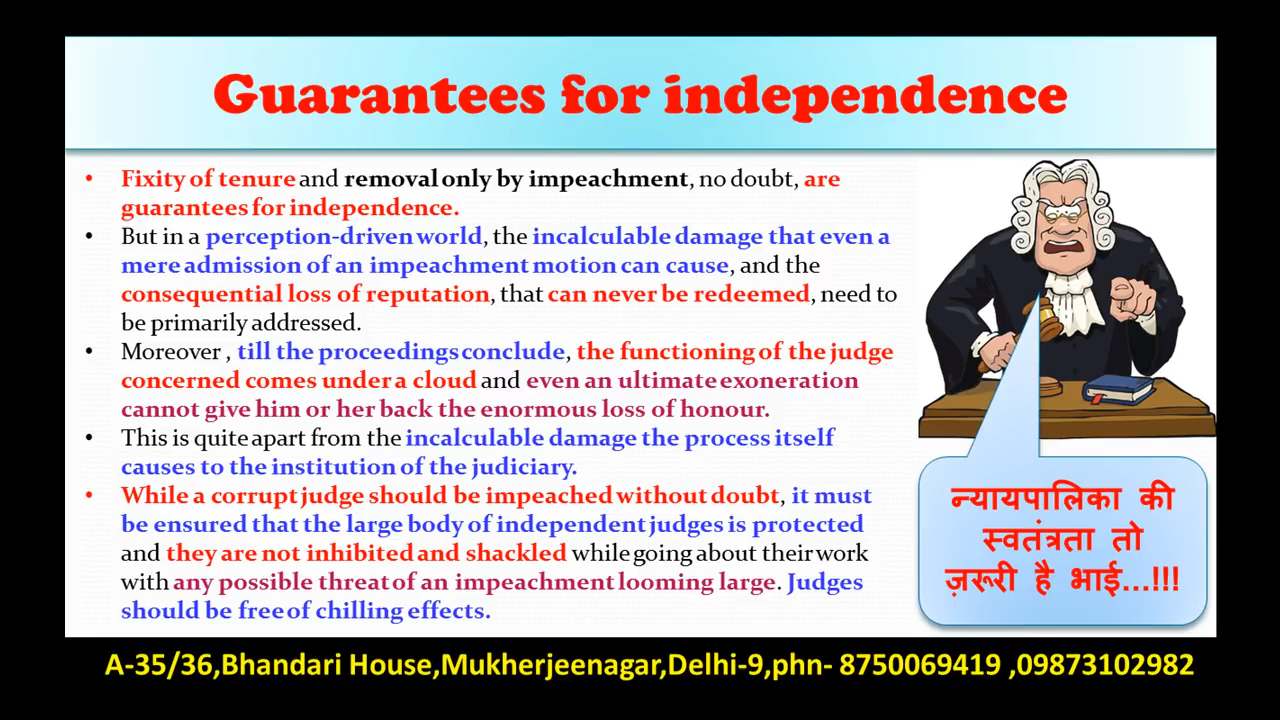 Guarantees for independence
• Fixity of tenure and removal only by impeachment, no doubt, are
guarantees for independence.
• But in a perception-driven world, the incalculable damage that even a
mere admission of an impeachment motion can cause, and the
consequential loss of reputation, that can never be redeemed, need to
be primarily addressed.
• Moreover , till the proceedings conclude, the functioning of the judge
concerned comes under a cloud and even an ultimate exoneration
cannot give him or her back the enormous loss of honour.
• This is quite apart from the incalculable damage the process itself
causes to the institution of the judiciary.
• While a corrupt judge should be impeached without doubt, it must
be ensured that the large body of independent judges is protected
and they are not inhibited and shackled while going about their work
with any possible threat of an impeachment looming large. Judges
should be free of chilling effects.
न्यायपालिका की
स्वतंत्रता तो
ज़रूरी है भाई...!!!
A-35/36,Bhandari House,Mukherjeenagar,Delhi-9,phn- 8750069419 ,09873102982